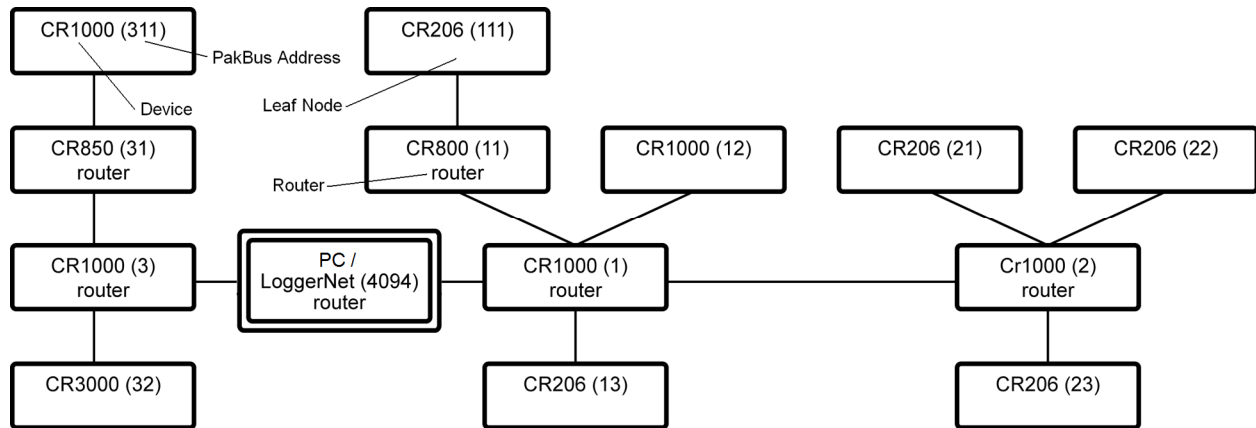 CR1000 (311)
CR206 (111)
PakBus Address
Device
Leaf Node
CR850 (31)
router
CR800 (11)
router
CR1000 (12)
CR206 (21)
CR206 (22)
Router
CR1000 (3)
router
PC /
LoggerNet (4094)
router
CR1000 (1)
router
Cr1000 (2)
router
CR3000 (32)
CR206 (13)
CR206 (23)